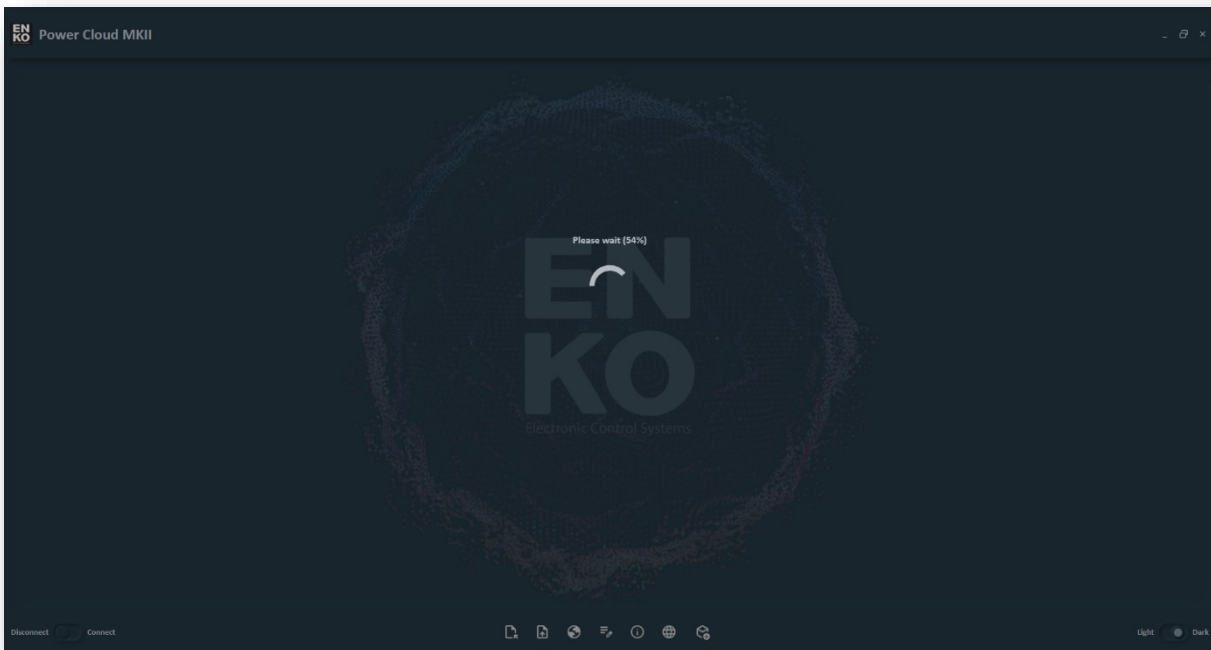 EN
KO
Power Cloud MKII
Please wait (54%)
EN
KO
Electronic Control Systems
Disconnect
Connect
Light
Dark